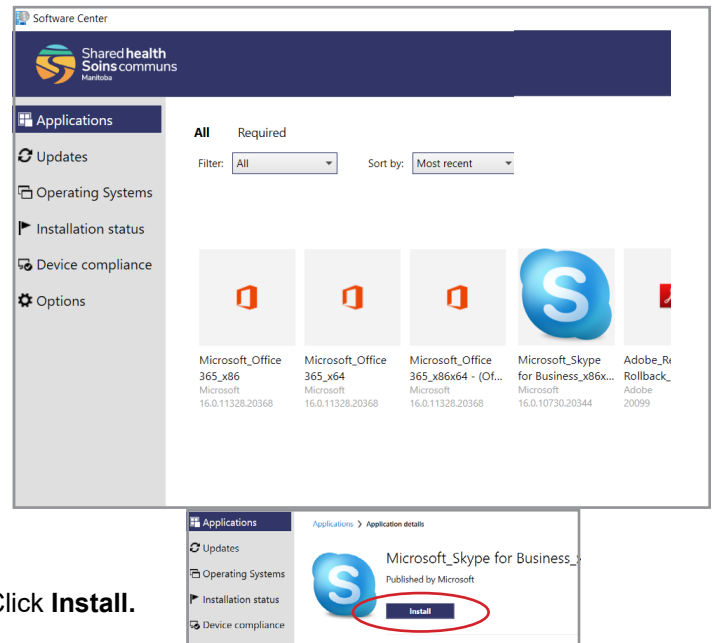 Software Center
Shared health
Soins communs
Manitoba
Applications
Updates
Operating Systems
Installation status
Device compliance
Options
All Required
Filter: All Sort by: Most recent
Microsoft_Office
365_x86
Microsoft
16.0.11328.20368
Microsoft_Office
365_x64
Microsoft
16.0.11328.20368
Microsoft_Office
365_x86x64 - (Of...
Microsoft
16.0.11328.20368
Microsoft_Skype
for Business_x86x...
Microsoft
16.0.10730.20344
Adobe_Re
Rollback_
Adobe
20099
Applications
Updates
Operating Systems
Installation status
Device compliance
Applications > Application details
Microsoft_Skype for Business_
Published by Microsoft
Install
Click Install.